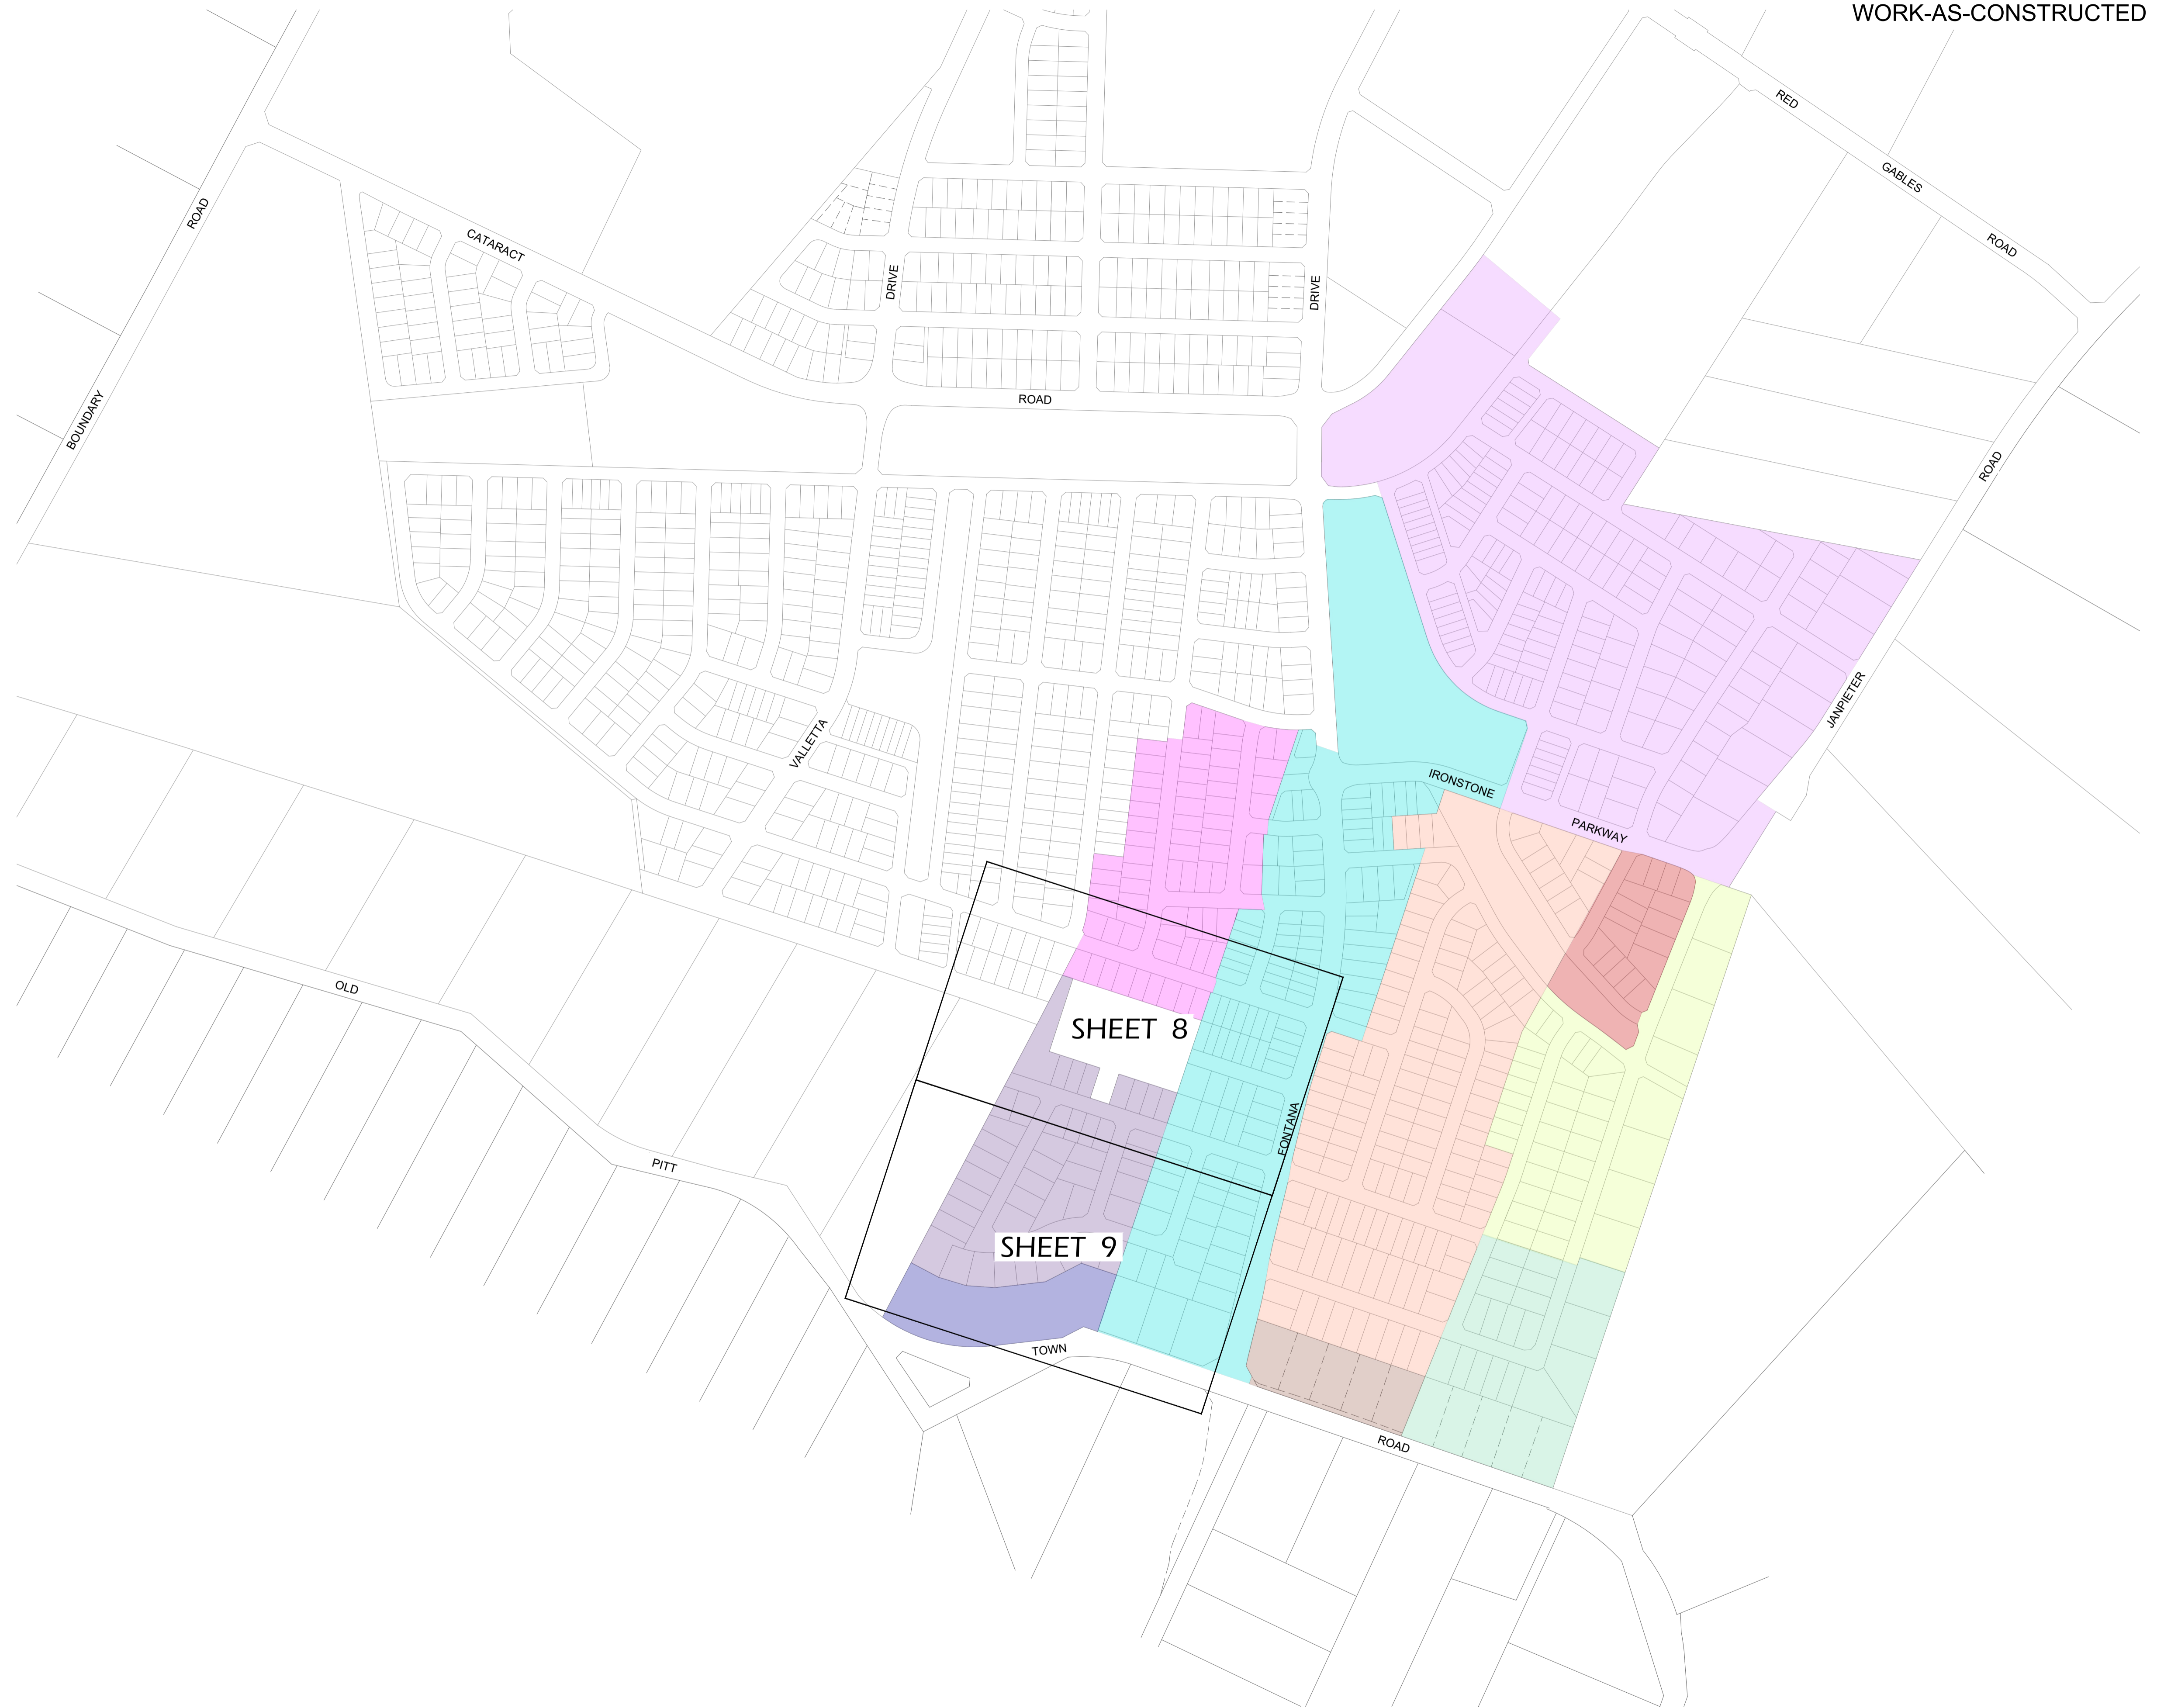 WORK-AS-CONSTRUCTED
RED
GABLES
ROAD
ROAD
CATARACT
DRIVE
DRIVE
BOUNDARY
ROAD
ROAD
JANPIETER
VALLETTA
IRONSTONE
PARKWAY
OLD
SHEET 8
FONTANA
PITT
SHEET 9
TOWN
ROAD